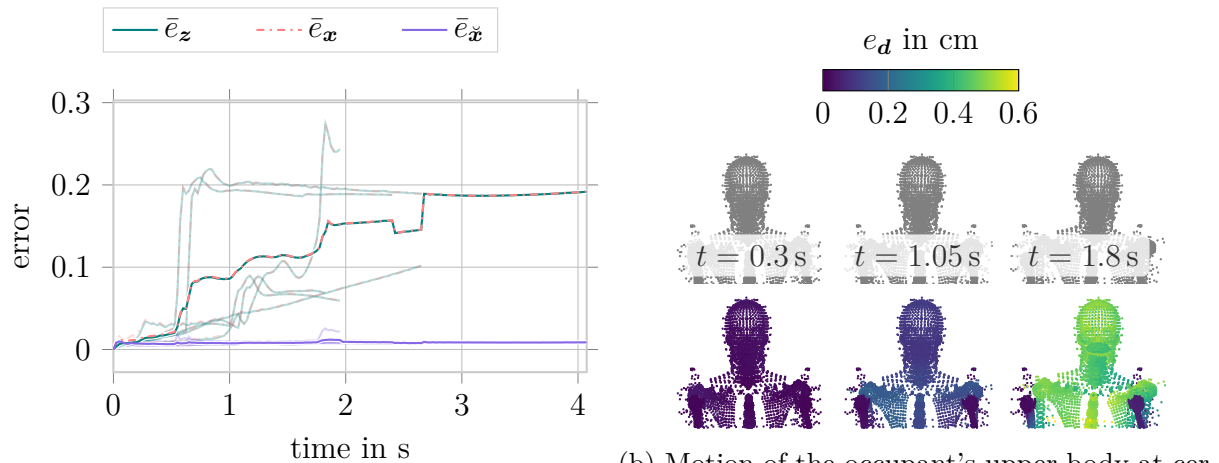 ē_z ē_x ē_x̆
0.3
0.2
0.1
0
error
0 1 2 3 4
time in s
e_d in cm
0 0.2 0.4 0.6
t = 0.3 s t = 1.05 s t = 1.8 s
(b) Motion of the occupant's upper body at cer